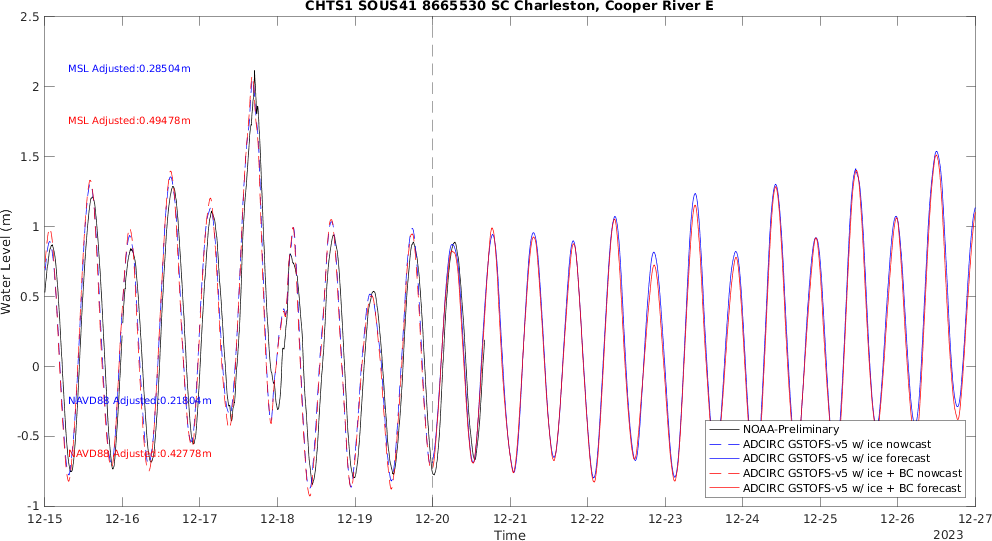 CHTS1 SOUS41 8665530 SC Charleston, Cooper River E
2.5
2
1.5
1
0.5
0
-0.5
-1
Water Level (m)
MSL Adjusted:0.28504m
MSL Adjusted:0.49478m
NAVD88 Adjusted:0.21804m
NAVD88 Adjusted:0.42778m
NOAA-Preliminary
ADCIRC GSTOFS-v5 w/ ice nowcast
ADCIRC GSTOFS-v5 w/ ice forecast
ADCIRC GSTOFS-v5 w/ ice + BC nowcast
ADCIRC GSTOFS-v5 w/ ice + BC forecast
12-15 12-16 12-17 12-18 12-19 12-20 12-21 12-22 12-23 12-24 12-25 12-26 12-27
Time
2023